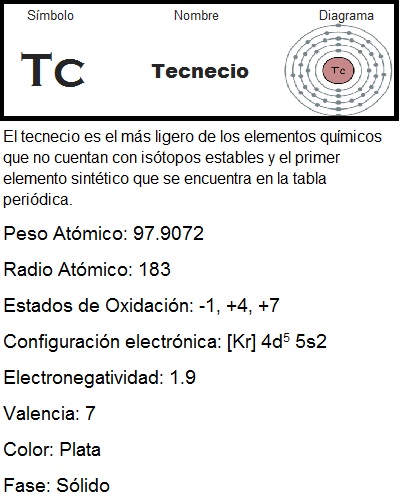 Símbolo Nombre Diagrama
Tc Tecnecio Tc
El tecnecio es el más ligero de los elementos químicos
que no cuentan con isótopos estables y el primer
elemento sintético que se encuentra en la tabla
periódica.
Peso Atómico: 97.9072
Radio Atómico: 183
Estados de Oxidación: -1, +4, +7
Configuración electrónica: [Kr] 4d⁵ 5s2
Electronegatividad: 1.9
Valencia: 7
Color: Plata
Fase: Sólido